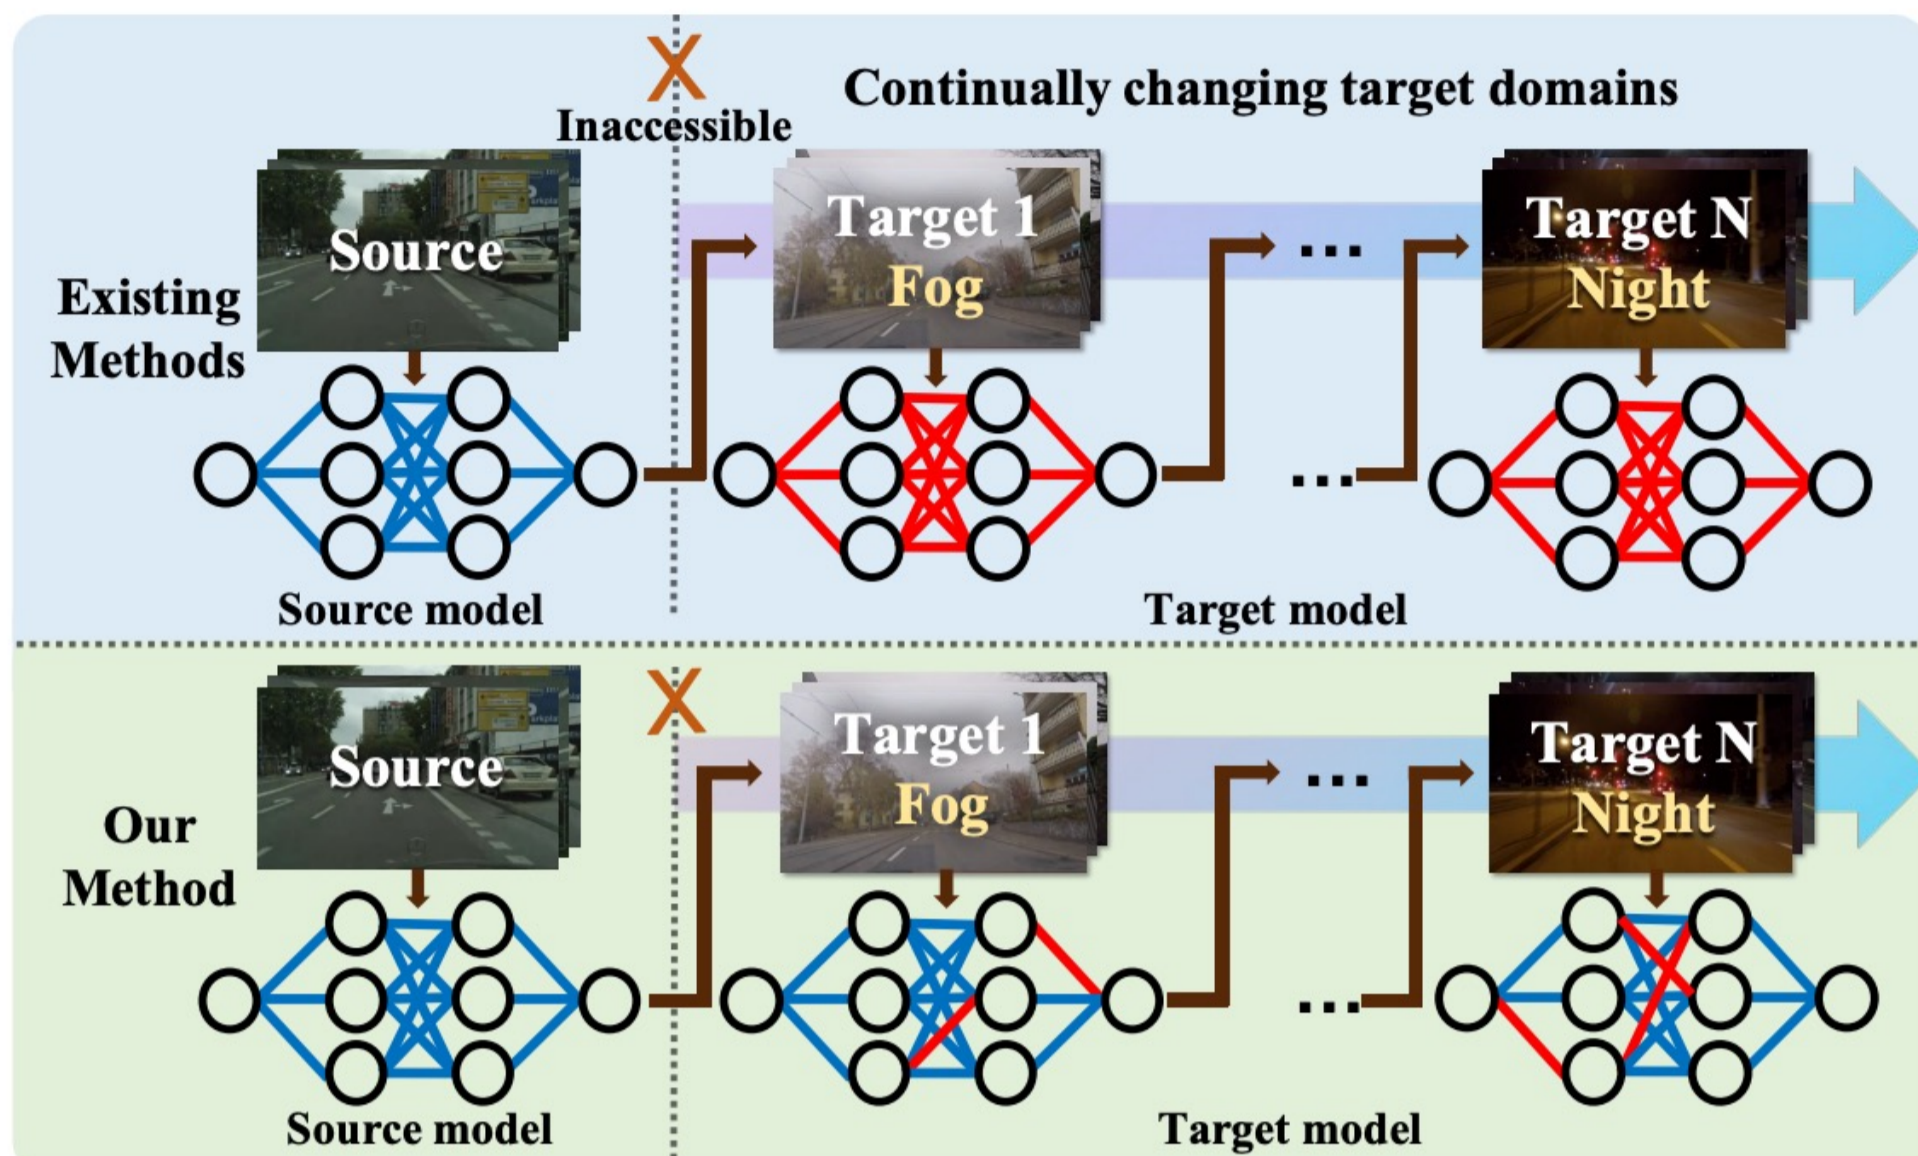 Continually changing target domains
X
Inaccessible
Existing
Methods
Source
Target 1
Fog
...
Target N
Night
...
Source model
Target model
X
Our
Method
Source
Target 1
Fog
...
Target N
Night
...
Source model
Target model